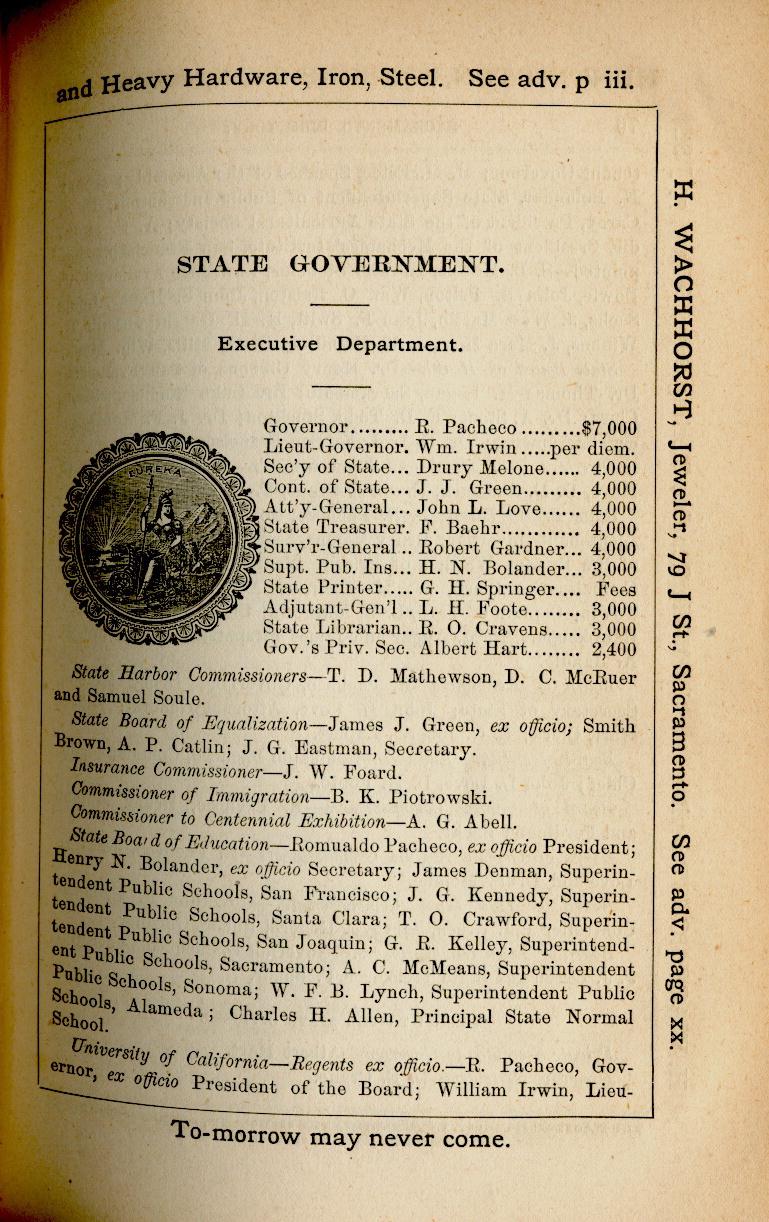 and Heavy Hardware, Iron, Steel. See adv. p iii.
STATE GOVERNMENT.
Executive Department.
EUREKA
Governor......... R. Pacheco .........$7,000
Lieut-Governor. Wm. Irwin .....per diem.
Sec'y of State... Drury Melone...... 4,000
Cont. of State... J. J. Green......... 4,000
Att'y-General... John L. Love...... 4,000
State Treasurer. F. Baehr............ 4,000
Surv'r-General .. Robert Gardner... 4,000
Supt. Pub. Ins... H. N. Bolander... 3,000
State Printer..... G. H. Springer.... Fees
Adjutant-Gen'l .. L. H. Foote........ 3,000
State Librarian.. R. O. Cravens..... 3,000
Gov.'s Priv. Sec. Albert Hart........ 2,400
State Harbor Commissioners—T. D. Mathewson, D. C. McRuer
and Samuel Soule.
State Board of Equalization—James J. Green, ex officio; Smith
Brown, A. P. Catlin; J. G. Eastman, Secretary.
Insurance Commissioner—J. W. Foard.
Commissioner of Immigration—B. K. Piotrowski.
Commissioner to Centennial Exhibition—A. G. Abell.
State Board of Education—Romualdo Pacheco, ex officio President;
Henry N. Bolander, ex officio Secretary; James Denman, Superin-
tendent Public Schools, San Francisco; J. G. Kennedy, Superin-
tendent Public Schools, Santa Clara; T. O. Crawford, Superin-
tendent Public Schools, San Joaquin; G. R. Kelley, Superintend-
ent Public Schools, Sacramento; A. C. McMeans, Superintendent
Public Schools, Sonoma; W. F. B. Lynch, Superintendent Public
Schools, Alameda; Charles H. Allen, Principal State Normal
School.
University of California—Regents ex officio.—R. Pacheco, Gov-
ernor, ex officio President of the Board; William Irwin, Lieu-
To-morrow may never come.
H. WACHHORST, Jeweler, 79 J St., Sacramento. See adv. page xx.